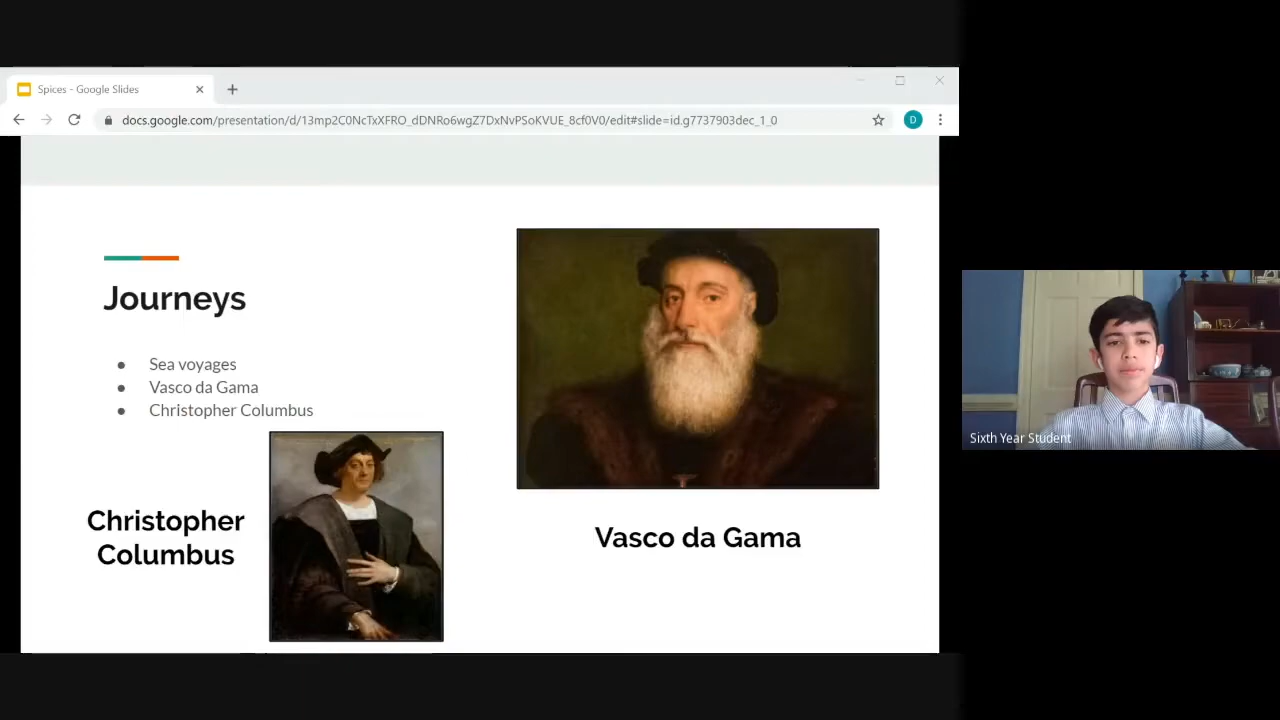 Spices - Google Slides
docs.google.com/presentation/d/13mp2C0NcTxXFRO_dDNRo6wgZ7DxNvPSoKVUE_8cf0V0/edit#slide=id.g7737903dec_1_0
D
Journeys
● Sea voyages
● Vasco da Gama
● Christopher Columbus
Christopher
Columbus
Vasco da Gama
Sixth Year Student